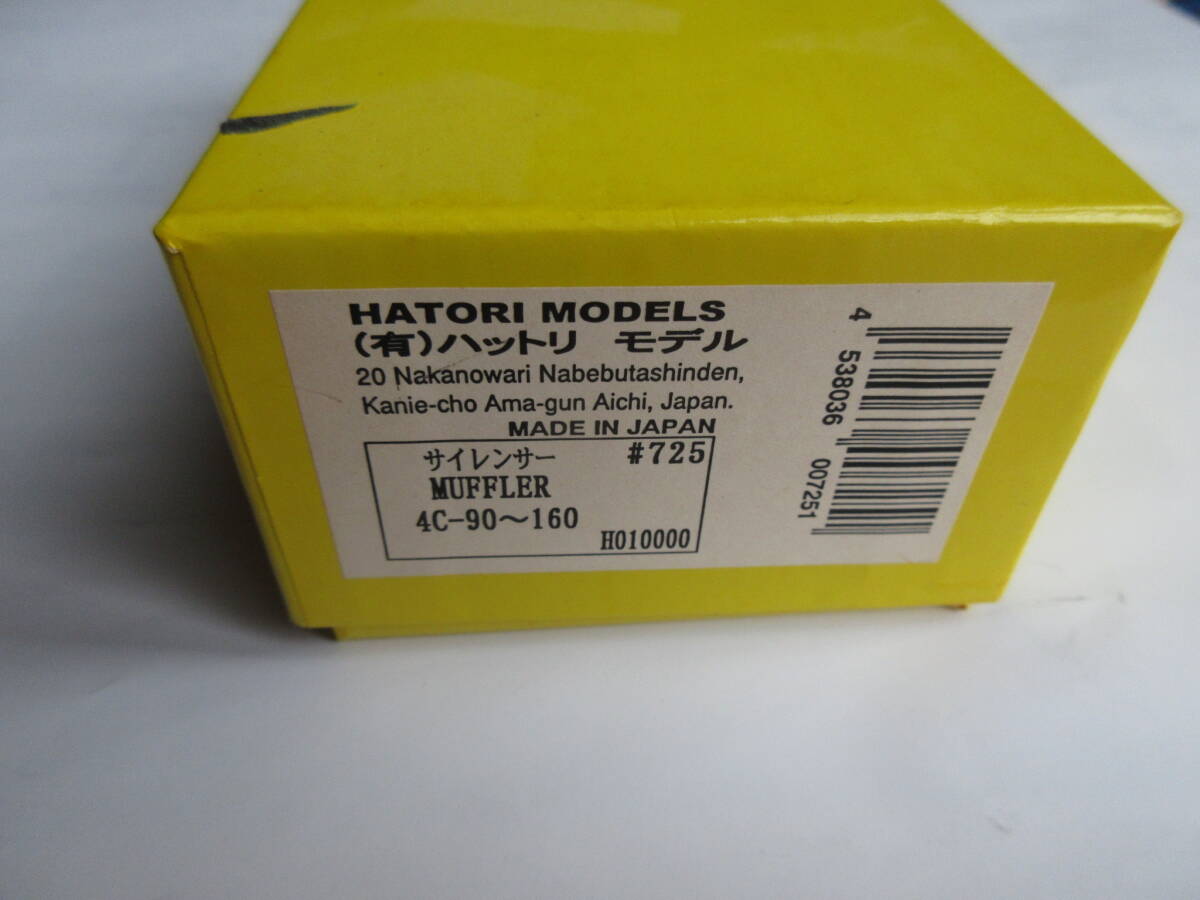 HATORI MODELS
(有)ハットリ モデル
20 Nakanowari Nabebutashinden,
Kanie-cho Ama-gun Aichi, Japan.
MADE IN JAPAN
サイレンサー #725
MUFFLER
4C-90〜160
H010000
4 538036 007251